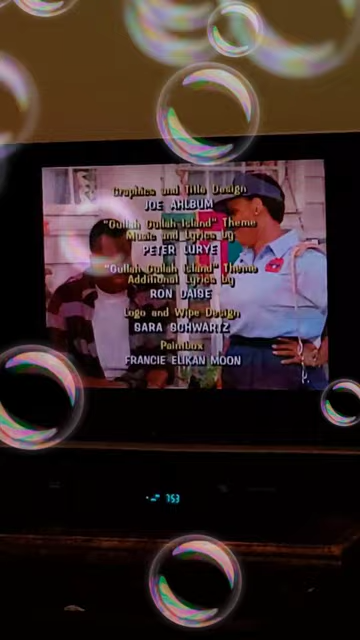 Graphics and Title Design
JOE AHLBUM
"Gullah Gullah Island" Theme
Music and Lyrics by
PETER LURYE
"Gullah Gullah Island" Theme
Additional Lyrics by
RON DAISE
Logo and Wipe Design
SARA SCHWARTZ
Paintbox
FRANCIE ELIKAN MOON
753